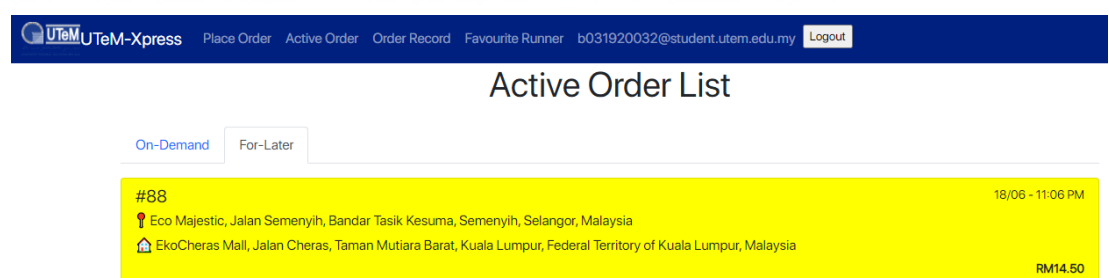 UTeM UTeM-Xpress Place Order Active Order Order Record Favourite Runner b031920032@student.utem.edu.my Logout
Active Order List
On-Demand For-Later
#88 18/06 - 11:06 PM
Eco Majestic, Jalan Semenyih, Bandar Tasik Kesuma, Semenyih, Selangor, Malaysia
EkoCheras Mall, Jalan Cheras, Taman Mutiara Barat, Kuala Lumpur, Federal Territory of Kuala Lumpur, Malaysia
RM14.50